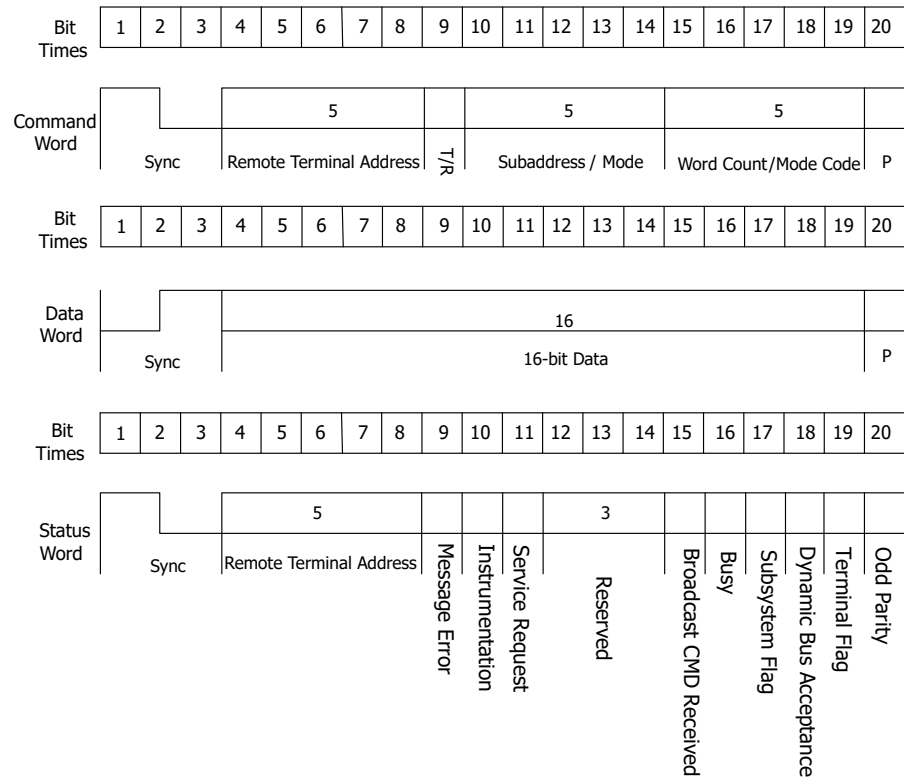 Bit
Times
1 2 3 4 5 6 7 8 9 10 11 12 13 14 15 16 17 18 19 20
Command
Word
5 5 5
Sync Remote Terminal Address T/R Subaddress / Mode Word Count/Mode Code P
Bit
Times
1 2 3 4 5 6 7 8 9 10 11 12 13 14 15 16 17 18 19 20
Data
Word
16
Sync 16-bit Data P
Bit
Times
1 2 3 4 5 6 7 8 9 10 11 12 13 14 15 16 17 18 19 20
Status
Word
5 3
Sync Remote Terminal Address
Message Error
Instrumentation
Service Request
Reserved
Broadcast CMD Received
Busy
Subsystem Flag
Dynamic Bus Acceptance
Terminal Flag
Odd Parity